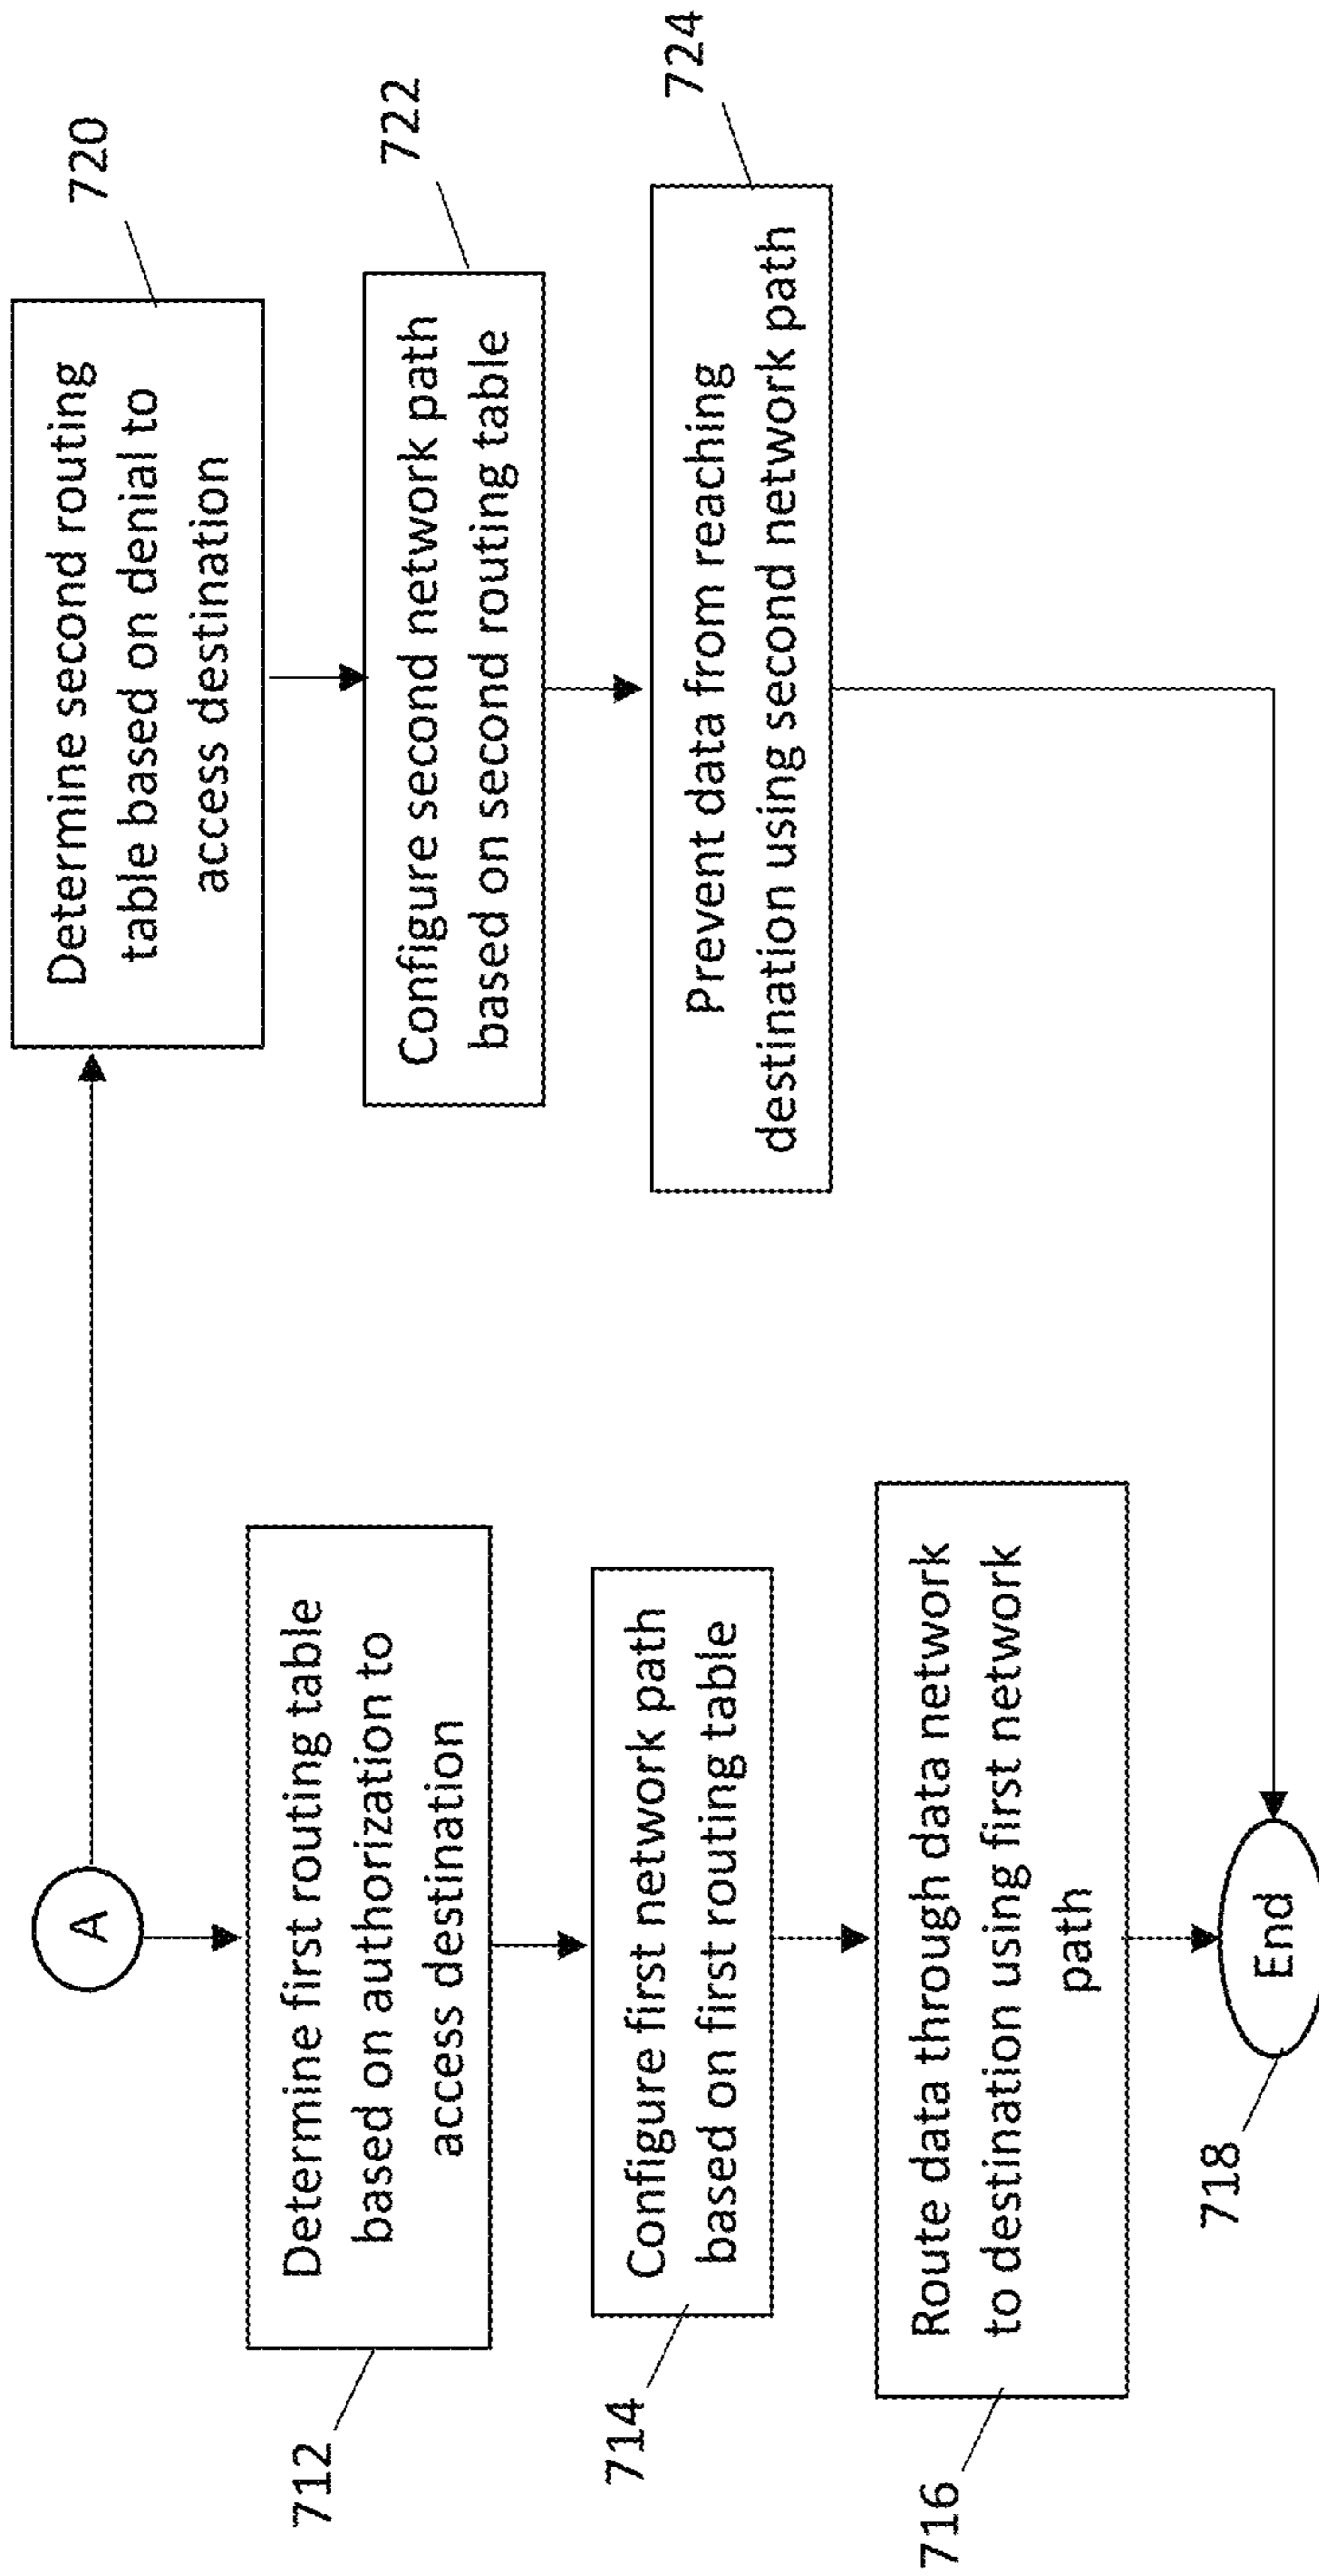 A
712
Determine first routing table
based on authorization to
access destination
714
Configure first network path
based on first routing table
716
Route data through data network
to destination using first network
path
718
End
720
Determine second routing
table based on denial to
access destination
722
Configure second network path
based on second routing table
724
Prevent data from reaching
destination using second network path